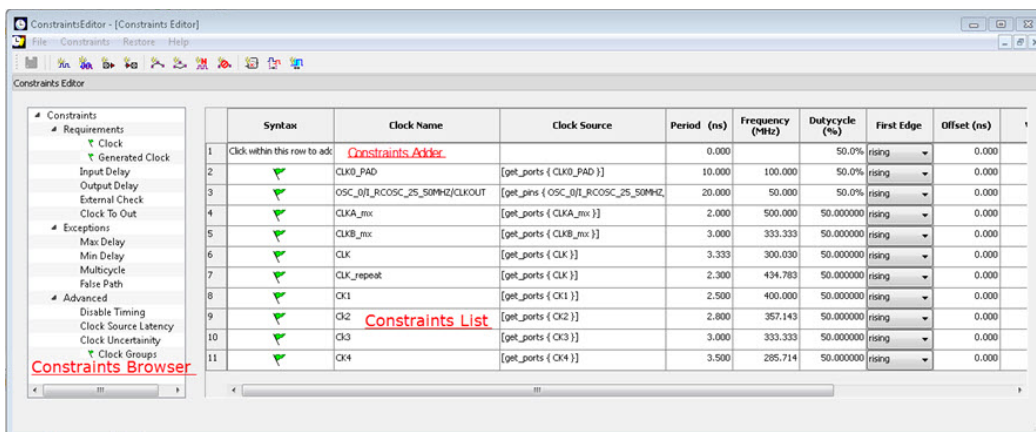 ConstraintsEditor - [Constraints Editor]
File Constraints Restore Help
Constraints Editor
Constraints
Requirements
Clock
Generated Clock
Input Delay
Output Delay
External Check
Clock To Out
Exceptions
Max Delay
Min Delay
Multicycle
False Path
Advanced
Disable Timing
Clock Source Latency
Clock Uncertainity
Clock Groups
Constraints Browser
Syntax Clock Name Clock Source Period (ns) Frequency (MHz) Dutycycle (%) First Edge Offset (ns)
1 Click within this row to add Constraints Adder 0.000 50.0% rising 0.000
2 CLK0_PAD [get_ports { CLK0_PAD }] 10.000 100.000 50.0% rising 0.000
3 OSC_0/I_RCOSC_25_50MHZ/CLKOUT [get_pins { OSC_0/I_RCOSC_25_50MHZ, 20.000 50.000 50.0% rising 0.000
4 CLKA_mx [get_ports { CLKA_mx }] 2.000 500.000 50.000000 rising 0.000
5 CLKB_mx [get_ports { CLKB_mx }] 3.000 333.333 50.000000 rising 0.000
6 CLK [get_ports { CLK }] 3.333 300.030 50.000000 rising 0.000
7 CLK_repeat [get_ports { CLK }] 2.300 434.783 50.000000 rising 0.000
8 CK1 [get_ports { CK1 }] 2.500 400.000 50.000000 rising 0.000
9 Ck2 [get_ports { CK2 }] 2.800 357.143 50.000000 rising 0.000
Constraints List
10 Ck3 [get_ports { CK3 }] 3.000 333.333 50.000000 rising 0.000
11 CK4 [get_ports { CK4 }] 3.500 285.714 50.000000 rising 0.000